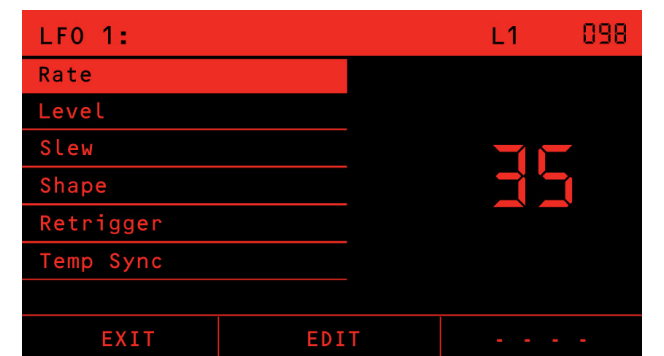 LFO 1: L1 098
Rate
Level
Slew
35
Shape
Retrigger
Temp Sync
EXIT EDIT - - - -